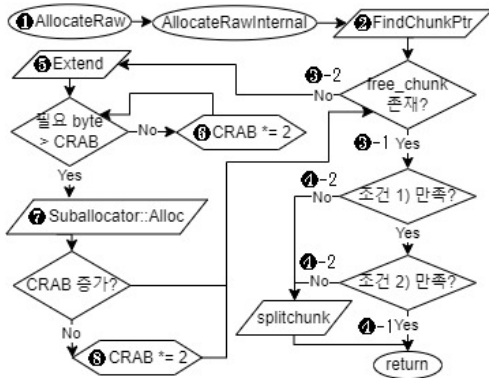 ❶AllocateRaw
AllocateRawInternal
❷FindChunkPtr
❺Extend
❸-2
No
free_chunk
존재?
필요 byte
> CRAB
No
❻CRAB *= 2
❸-1 Yes
Yes
❹-2
No
조건 1) 만족?
❼Suballocator::Alloc
Yes
❹-2
No
조건 2) 만족?
CRAB 증가?
splitchunk
❹-1Yes
No
❽CRAB *= 2
return